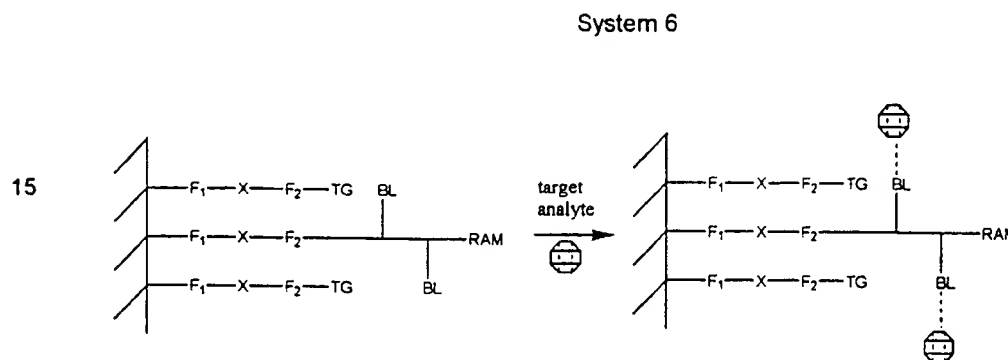 System 6
15
F₁—X—F₂—TG BL
F₁—X—F₂ RAM
F₁—X—F₂—TG BL
target
analyte
BL
F₁—X—F₂—TG
F₁—X—F₂ RAM
F₁—X—F₂—TG BL